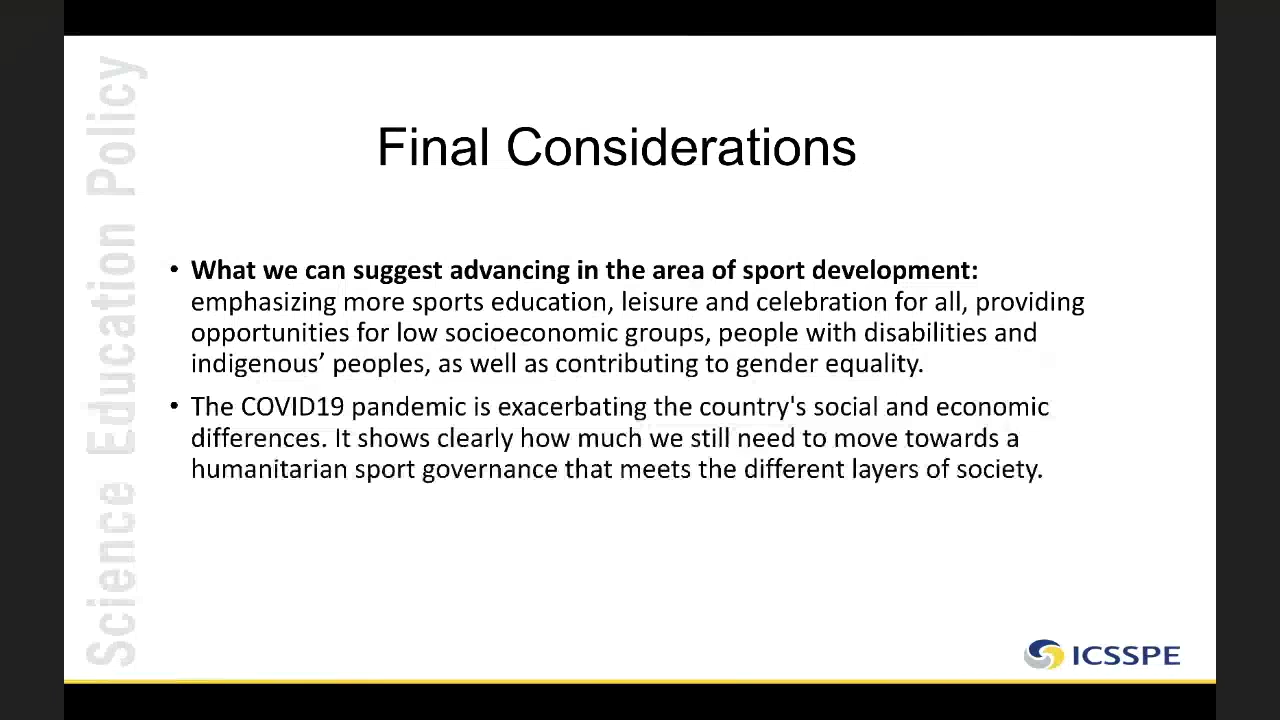 Science Education Policy
Final Considerations
• What we can suggest advancing in the area of sport development:
emphasizing more sports education, leisure and celebration for all, providing
opportunities for low socioeconomic groups, people with disabilities and
indigenous’ peoples, as well as contributing to gender equality.
• The COVID19 pandemic is exacerbating the country's social and economic
differences. It shows clearly how much we still need to move towards a
humanitarian sport governance that meets the different layers of society.
ICSSPE